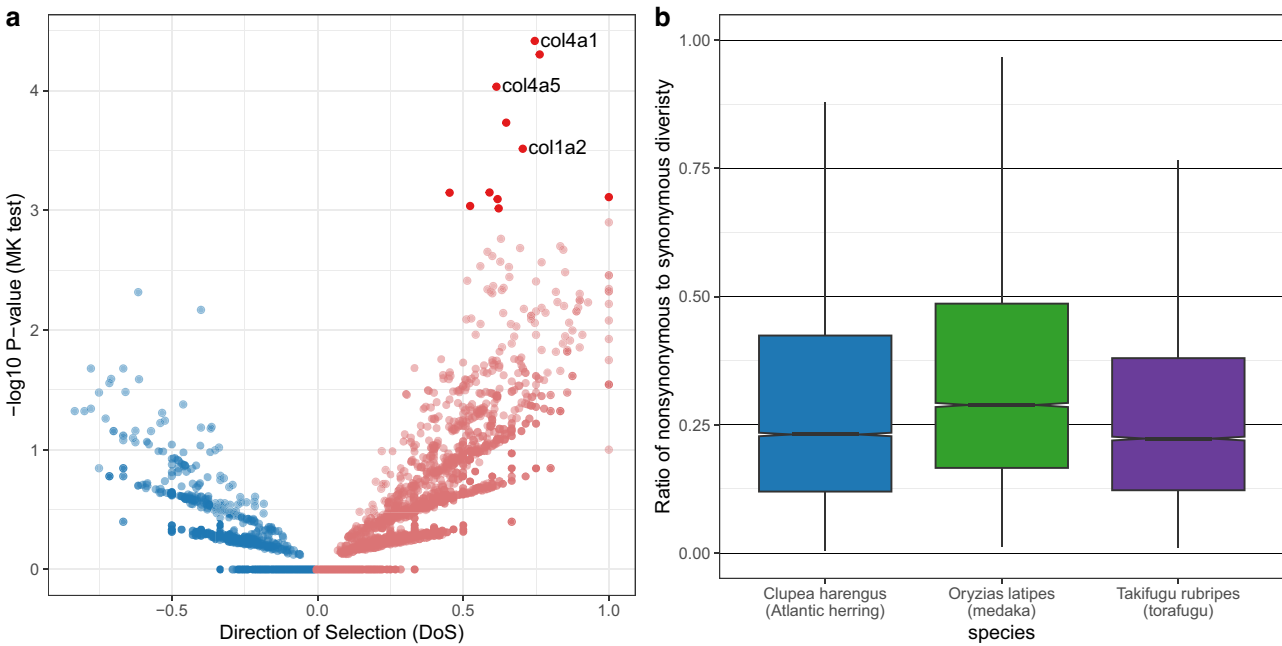 a
col4a1
col4a5
col1a2
4
3
2
1
0
−0.5
0.0
0.5
1.0
−log10 P−value (MK test)
Direction of Selection (DoS)
b
1.00
0.75
0.50
0.25
0.00
Ratio of nonsynonymous to synonymous diveristy
Clupea harengus
(Atlantic herring)
Oryzias latipes
(medaka)
Takifugu rubripes
(torafugu)
species